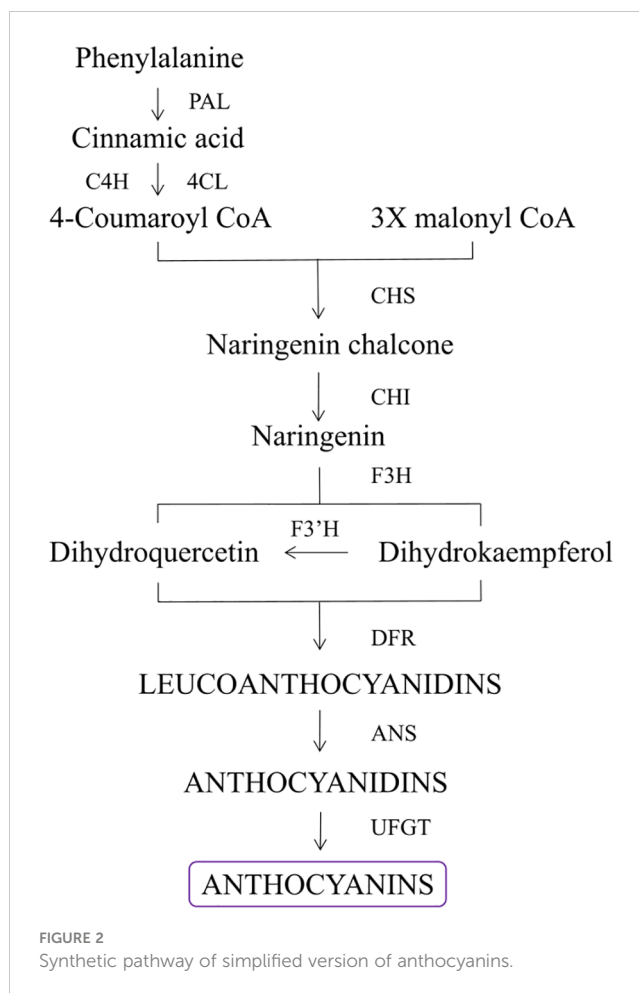 Phenylalanine
PAL
Cinnamic acid
C4H 4CL
4-Coumaroyl CoA 3X malonyl CoA
CHS
Naringenin chalcone
CHI
Naringenin
F3H
F3'H
Dihydroquercetin Dihydrokaempferol
DFR
LEUCOANTHOCYANIDINS
ANS
ANTHOCYANIDINS
UFGT
ANTHOCYANINS
FIGURE 2
Synthetic pathway of simplified version of anthocyanins.